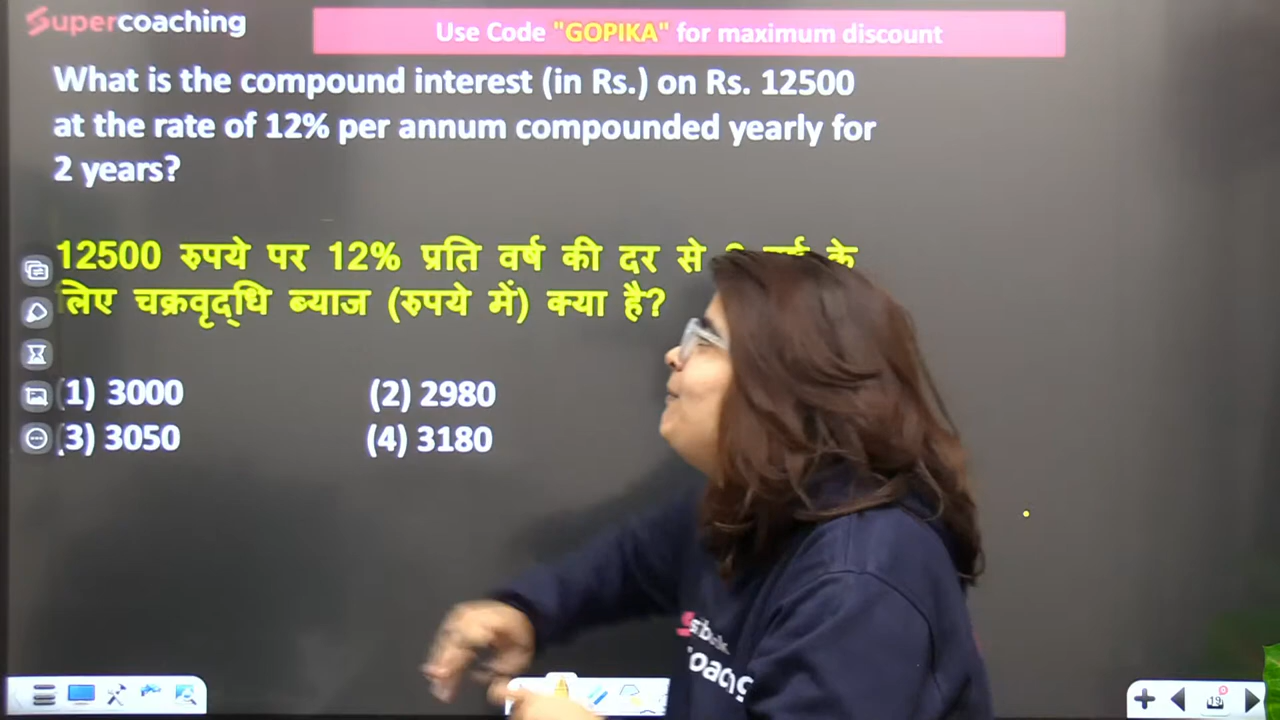 Supercoaching
Use Code "GOPIKA" for maximum discount
What is the compound interest (in Rs.) on Rs. 12500
at the rate of 12% per annum compounded yearly for
2 years?
12500 रुपये पर 12% प्रति वर्ष की दर से के
लिए चक्रवृद्धि ब्याज (रुपये में) क्या है?
(1) 3000 (2) 2980
(3) 3050 (4) 3180
19